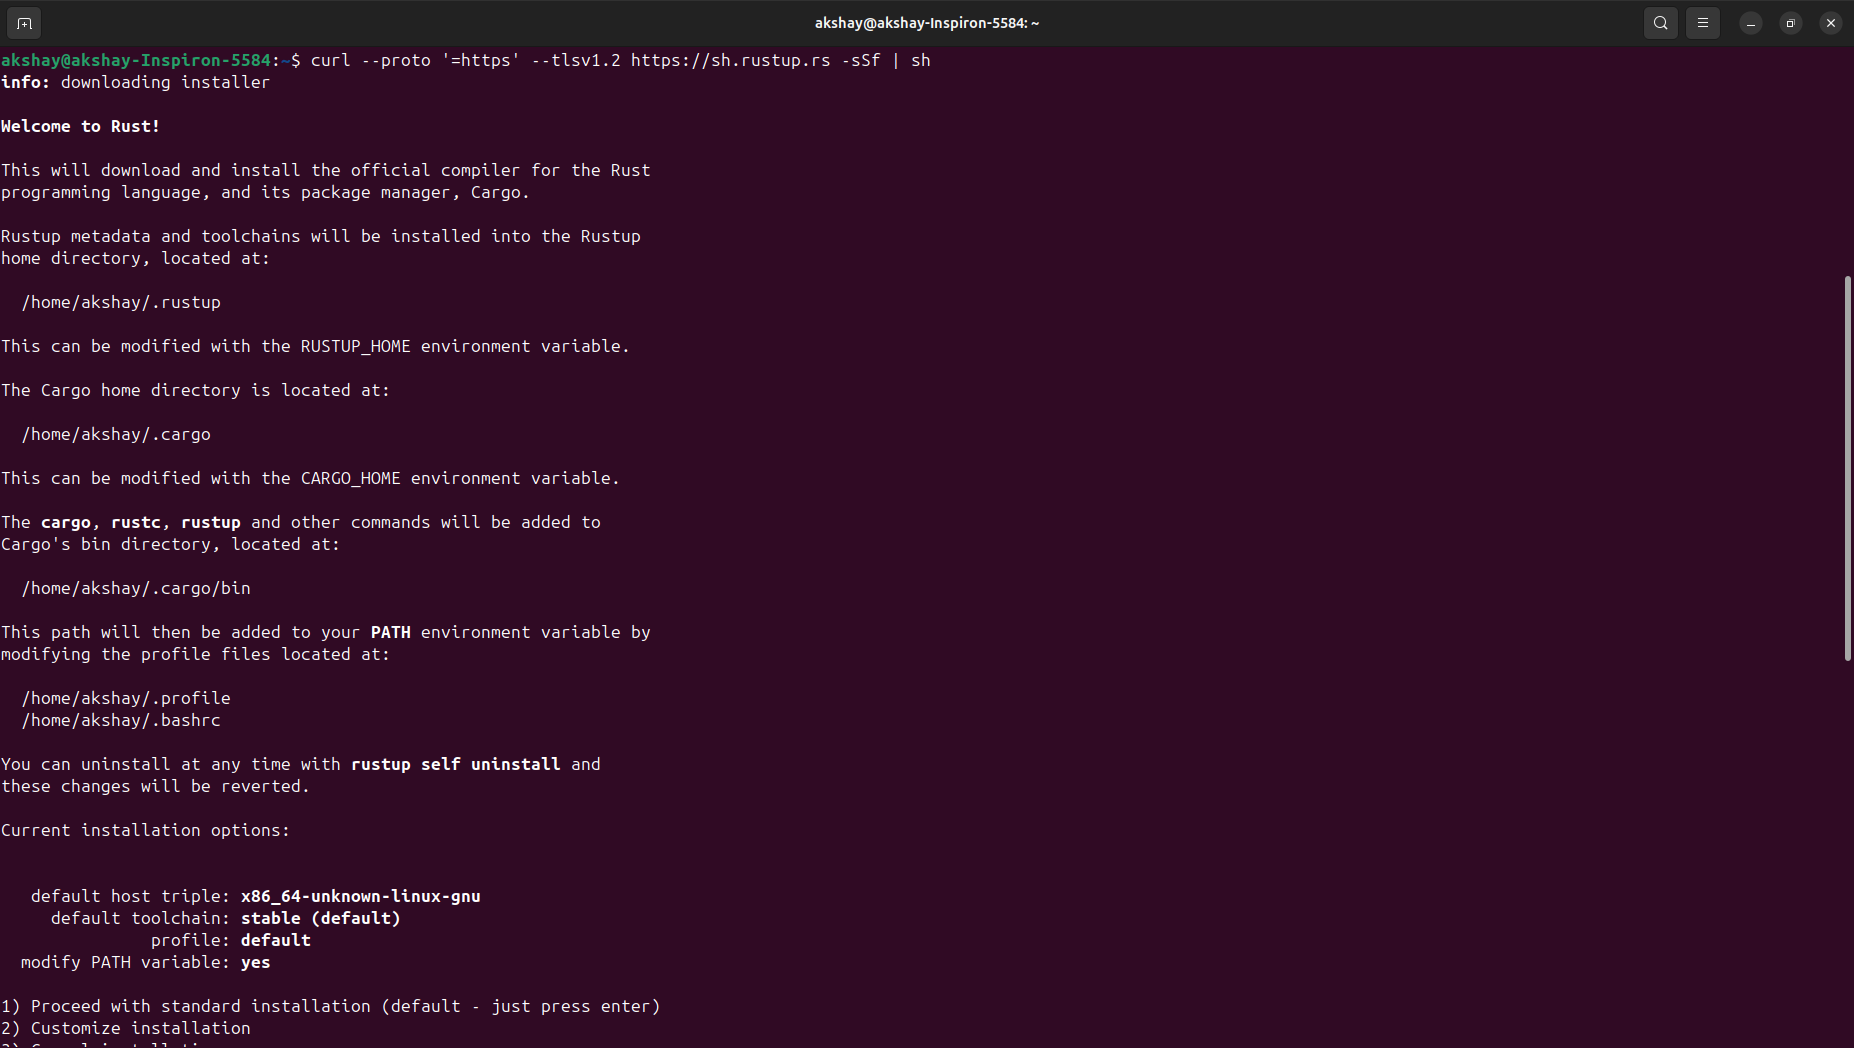 akshay@akshay-Inspiron-5584: ~
akshay@akshay-Inspiron-5584:~$ curl --proto '=https' --tlsv1.2 https://sh.rustup.rs -sSf | sh
info: downloading installer
Welcome to Rust!
This will download and install the official compiler for the Rust
programming language, and its package manager, Cargo.
Rustup metadata and toolchains will be installed into the Rustup
home directory, located at:
/home/akshay/.rustup
This can be modified with the RUSTUP_HOME environment variable.
The Cargo home directory is located at:
/home/akshay/.cargo
This can be modified with the CARGO_HOME environment variable.
The cargo, rustc, rustup and other commands will be added to
Cargo's bin directory, located at:
/home/akshay/.cargo/bin
This path will then be added to your PATH environment variable by
modifying the profile files located at:
/home/akshay/.profile
/home/akshay/.bashrc
You can uninstall at any time with rustup self uninstall and
these changes will be reverted.
Current installation options:
default host triple: x86_64-unknown-linux-gnu
default toolchain: stable (default)
profile: default
modify PATH variable: yes
1) Proceed with standard installation (default - just press enter)
2) Customize installation